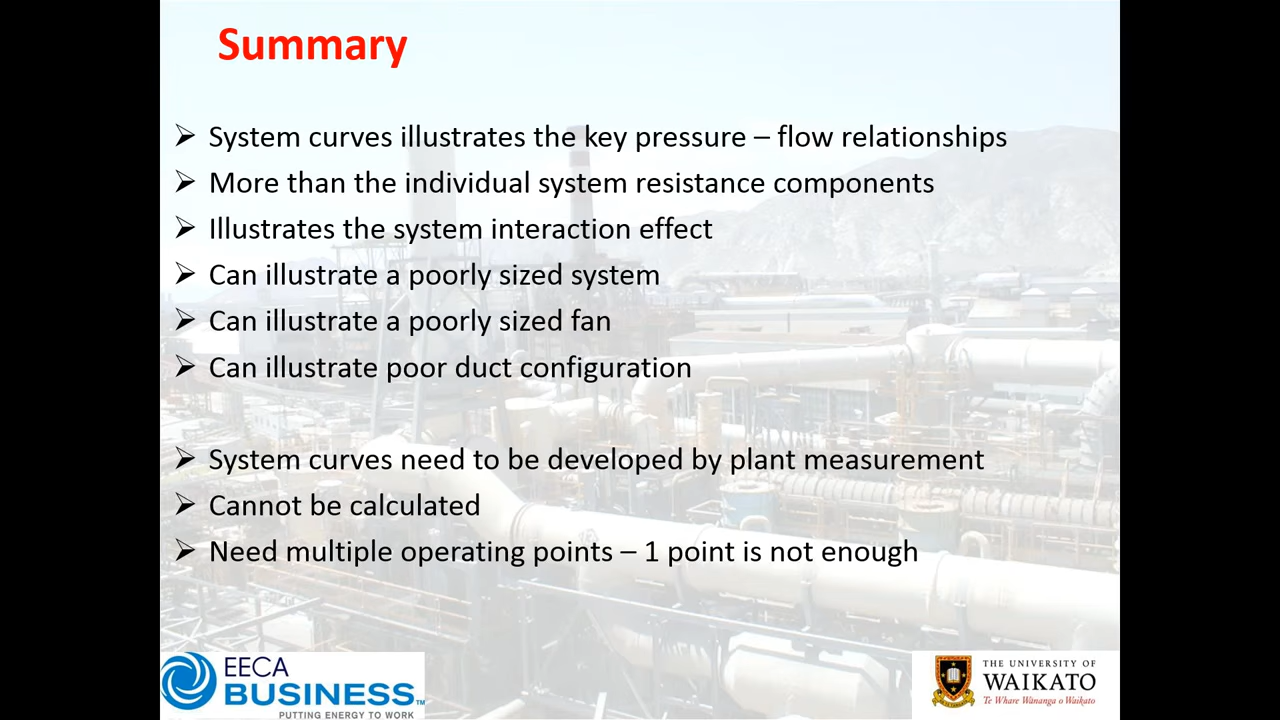 Summary
System curves illustrates the key pressure – flow relationships
More than the individual system resistance components
Illustrates the system interaction effect
Can illustrate a poorly sized system
Can illustrate a poorly sized fan
Can illustrate poor duct configuration
System curves need to be developed by plant measurement
Cannot be calculated
Need multiple operating points – 1 point is not enough
EECA
BUSINESS™
PUTTING ENERGY TO WORK
THE UNIVERSITY OF
WAIKATO
Te Whare Wānanga o Waikato